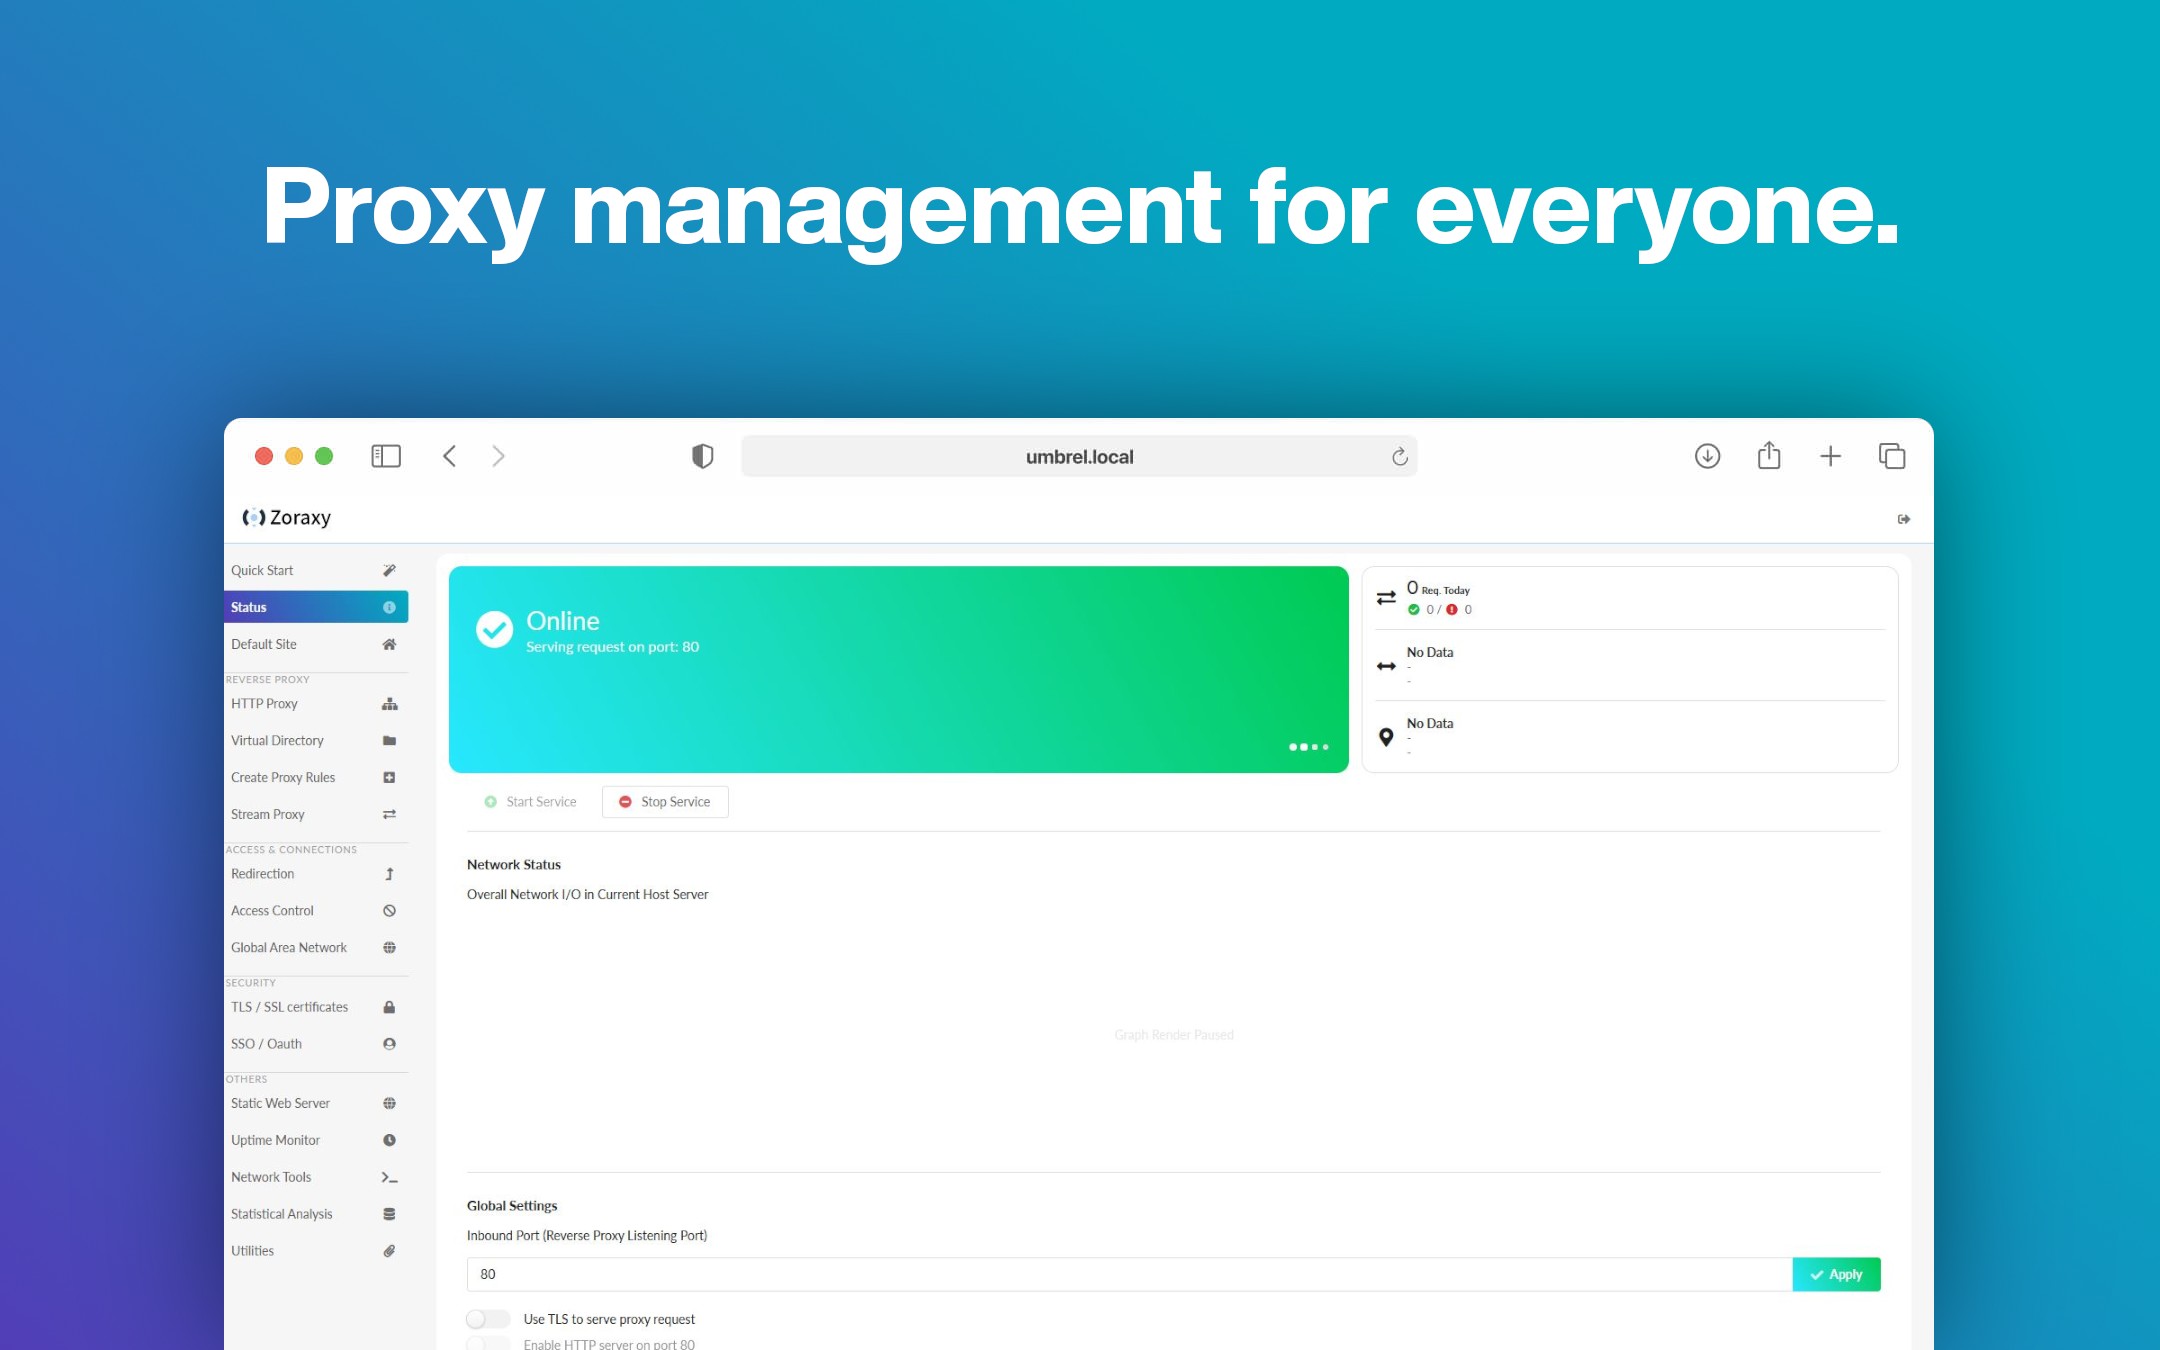 Proxy management for everyone.
umbrel.local
Zoraxy
Quick Start
Status
Default Site
REVERSE PROXY
HTTP Proxy
Virtual Directory
Create Proxy Rules
Stream Proxy
ACCESS & CONNECTIONS
Redirection
Access Control
Global Area Network
SECURITY
TLS / SSL certificates
SSO / Oauth
OTHERS
Static Web Server
Uptime Monitor
Network Tools
Statistical Analysis
Utilities
Online
Serving request on port: 80
0 Req. Today
0 / 0
No Data
-
-
No Data
-
-
Start Service
Stop Service
Network Status
Overall Network I/O in Current Host Server
Graph Render Paused
Global Settings
Inbound Port (Reverse Proxy Listening Port)
80
Apply
Use TLS to serve proxy request
Enable HTTP server on port 80